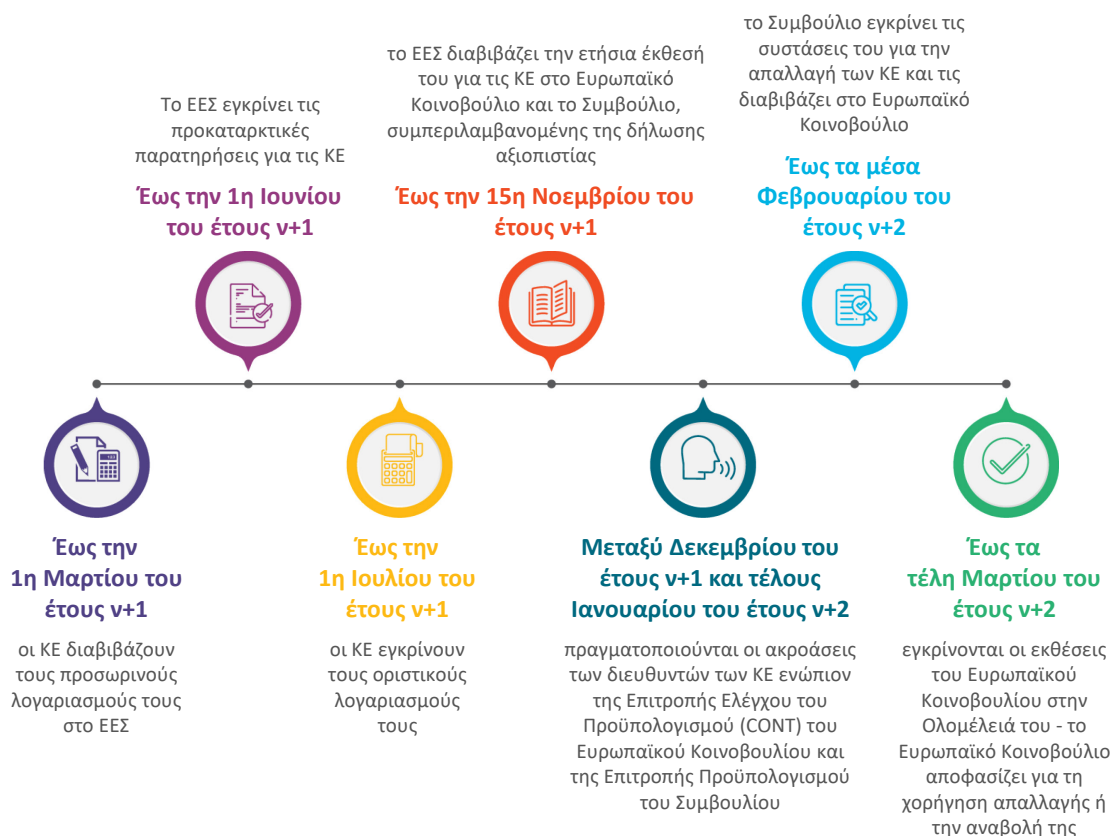 Το ΕΕΣ εγκρίνει τις
προκαταρκτικές
παρατηρήσεις για τις ΚΕ
Έως την 1η Ιουνίου
του έτους ν+1
το ΕΕΣ διαβιβάζει την ετήσια έκθεσή
του για τις ΚΕ στο Ευρωπαϊκό
Κοινοβούλιο και το Συμβούλιο,
συμπεριλαμβανομένης της δήλωσης
αξιοπιστίας
Έως την 15η Νοεμβρίου του
έτους ν+1
το Συμβούλιο εγκρίνει τις
συστάσεις του για την
απαλλαγή των ΚΕ και τις
διαβιβάζει στο Ευρωπαϊκό
Κοινοβούλιο
Έως τα μέσα
Φεβρουαρίου του
έτους ν+2
Έως την
1η Μαρτίου του
έτους ν+1
οι ΚΕ διαβιβάζουν
τους προσωρινούς
λογαριασμούς τους
στο ΕΕΣ
Έως την
1η Ιουλίου του
έτους ν+1
οι ΚΕ εγκρίνουν
τους οριστικούς
λογαριασμούς
τους
Μεταξύ Δεκεμβρίου του
έτους ν+1 και τέλους
Ιανουαρίου του έτους ν+2
πραγματοποιούνται οι ακροάσεις
των διευθυντών των ΚΕ ενώπιον
της Επιτροπής Ελέγχου του
Προϋπολογισμού (CONT) του
Ευρωπαϊκού Κοινοβουλίου και
της Επιτροπής Προϋπολογισμού
του Συμβουλίου
Έως τα
τέλη Μαρτίου του
έτους ν+2
εγκρίνονται οι εκθέσεις
του Ευρωπαϊκού
Κοινοβουλίου στην
Ολομέλειά του - το
Ευρωπαϊκό Κοινοβούλιο
αποφασίζει για τη
χορήγηση απαλλαγής ή
την αναβολή της